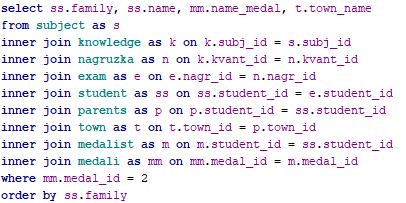 select ss.family, ss.name, mm.name_medal, t.town_name
from subject as s
inner join knowledge as k on k.subj_id = s.subj_id
inner join nagruzka as n on k.kvant_id = n.kvant_id
inner join exam as e on e.nagr_id = n.nagr_id
inner join student as ss on ss.student_id = e.student_id
inner join parents as p on p.student_id = ss.student_id
inner join town as t on t.town_id = p.town_id
inner join medalist as m on m.student_id = ss.student_id
inner join medali as mm on mm.medal_id = m.medal_id
where mm.medal_id = 2
order by ss.family